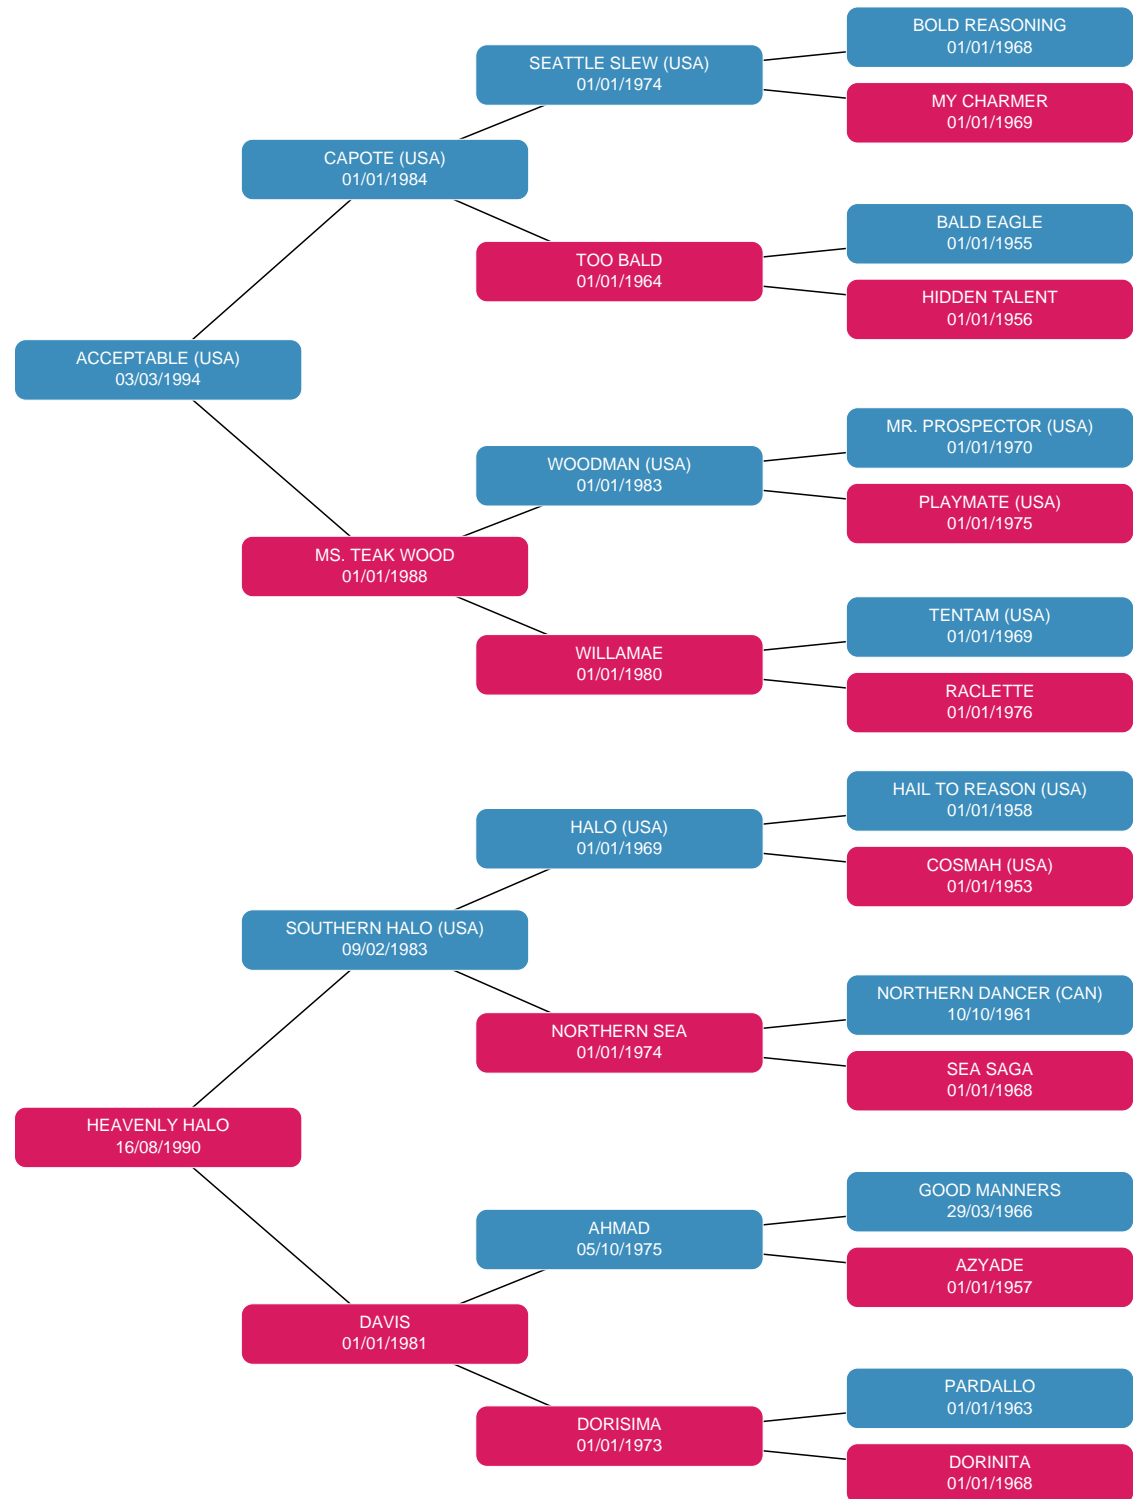 BOLD REASONING
01/01/1968
SEATTLE SLEW (USA)
01/01/1974
MY CHARMER
01/01/1969
CAPOTE (USA)
01/01/1984
BALD EAGLE
01/01/1955
TOO BALD
01/01/1964
HIDDEN TALENT
01/01/1956
ACCEPTABLE (USA)
03/03/1994
MR. PROSPECTOR (USA)
01/01/1970
WOODMAN (USA)
01/01/1983
PLAYMATE (USA)
01/01/1975
MS. TEAK WOOD
01/01/1988
TENTAM (USA)
01/01/1969
WILLAMAE
01/01/1980
RACLETTE
01/01/1976
HAIL TO REASON (USA)
01/01/1958
HALO (USA)
01/01/1969
COSMAH (USA)
01/01/1953
SOUTHERN HALO (USA)
09/02/1983
NORTHERN DANCER (CAN)
10/10/1961
NORTHERN SEA
01/01/1974
SEA SAGA
01/01/1968
HEAVENLY HALO
16/08/1990
GOOD MANNERS
29/03/1966
AHMAD
05/10/1975
AZYADE
01/01/1957
DAVIS
01/01/1981
PARDALLO
01/01/1963
DORISIMA
01/01/1973
DORINITA
01/01/1968